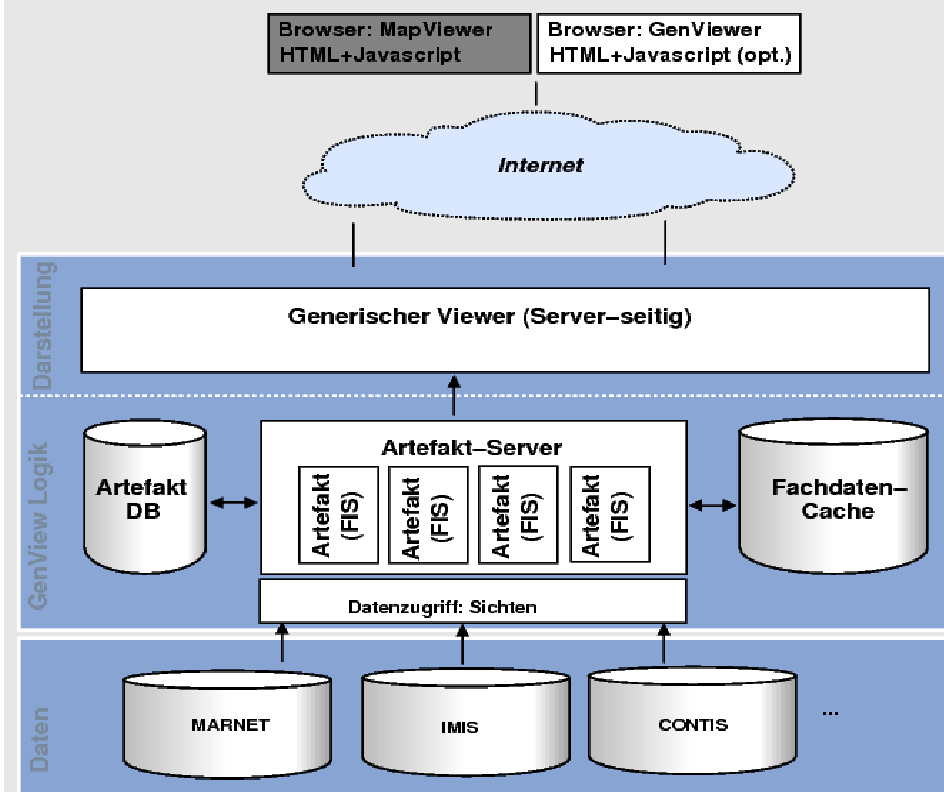 Browser: MapViewer
HTML+Javascript
Browser: GenViewer
HTML+Javascript (opt.)
Internet
Darstellung
Generischer Viewer (Server–seitig)
GenView Logik
Artefakt
DB
Artefakt–Server
Artefakt
(FIS)
Artefakt
(FIS)
Artefakt
(FIS)
Artefakt
(FIS)
Fachdaten–
Cache
Datenzugriff: Sichten
Daten
MARNET
IMIS
CONTIS
...